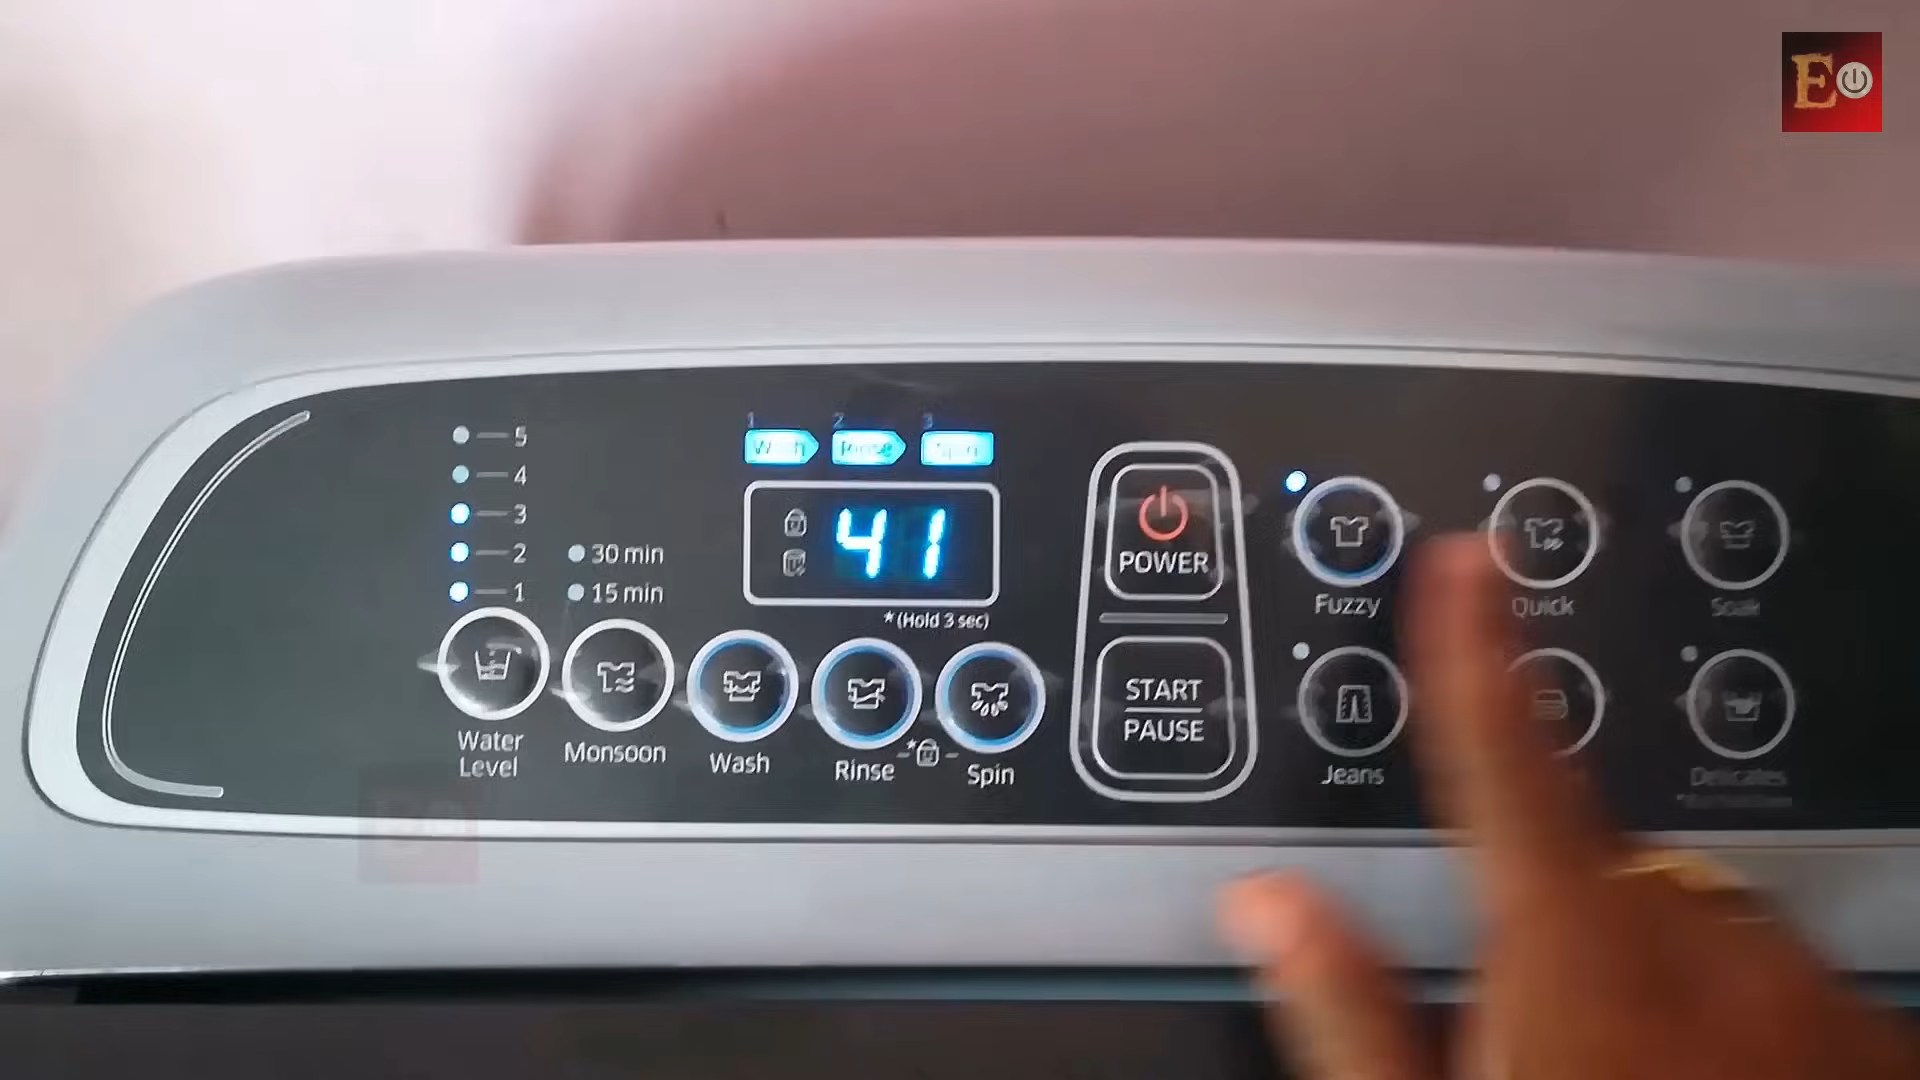 E
5
4
3
2
1
30 min
15 min
1 2 3
Wash Rinse Spin
41
*(Hold 3 sec)
Water
Level
Monsoon
Wash
Rinse
Spin
POWER
START
PAUSE
Fuzzy
Quick
Soak
Jeans
Delicates